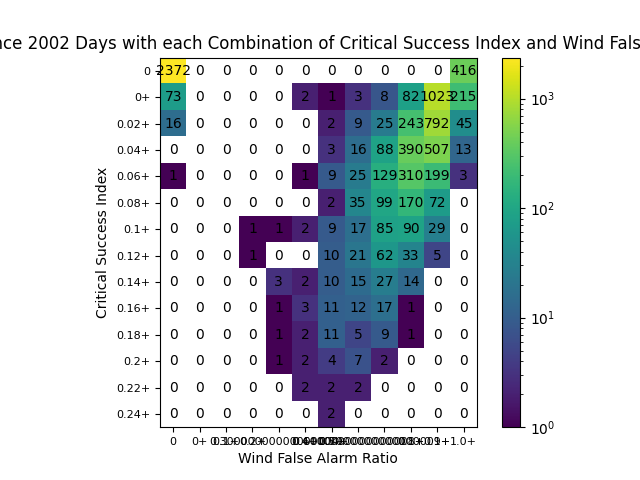 nce 2002 Days with each Combination of Critical Success Index and Wind Fals
0 2372 0 0 0 0 0 0 0 0 0 0 416
0+ 73 0 0 0 0 2 1 3 8 82 1023 215
0.02+ 16 0 0 0 0 0 2 9 25 243 792 45
0.04+ 0 0 0 0 0 0 3 16 88 390 507 13
0.06+ 1 0 0 0 0 1 9 25 129 310 199 3
0.08+ 0 0 0 0 0 0 2 35 99 170 72 0
0.1+ 0 0 0 1 1 2 9 17 85 90 29 0
0.12+ 0 0 0 1 0 0 10 21 62 33 5 0
0.14+ 0 0 0 0 3 2 10 15 27 14 0 0
0.16+ 0 0 0 0 1 3 11 12 17 1 0 0
0.18+ 0 0 0 0 1 2 11 5 9 1 0 0
0.2+ 0 0 0 0 1 2 4 7 2 0 0 0
0.22+ 0 0 0 0 0 2 2 2 0 0 0 0
0.24+ 0 0 0 0 0 0 2 0 0 0 0 0
0 0+ 1.0+
Wind False Alarm Ratio
Critical Success Index
10³
10²
10¹
10⁰